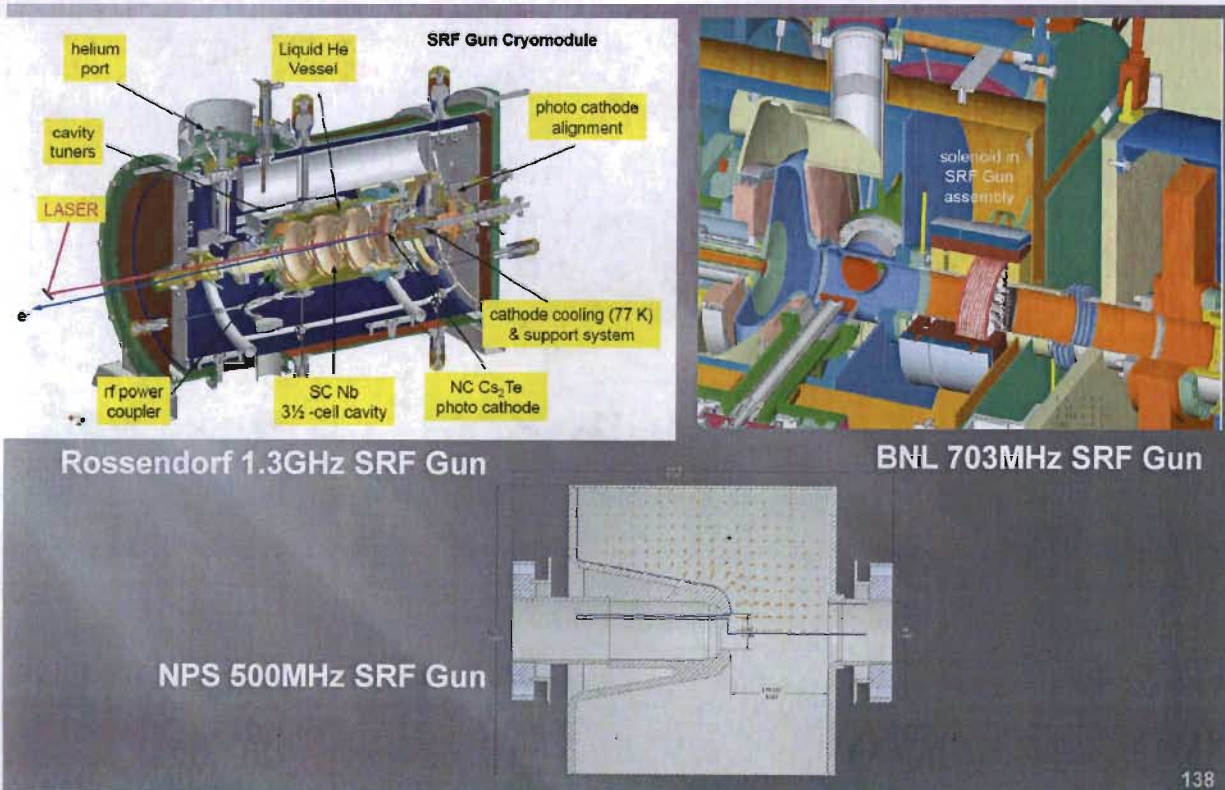 SRF Gun Cryomodule
helium
port
Liquid He
Vessel
photo cathode
alignment
cavity
tuners
LASER
e-
cathode cooling (77 K)
& support system
rf power
coupler
SC Nb
3½ -cell cavity
NC Cs₂Te
photo cathode
solenoid in
SRF Gun
assembly
Rossendorf 1.3GHz SRF Gun
BNL 703MHz SRF Gun
NPS 500MHz SRF Gun
138